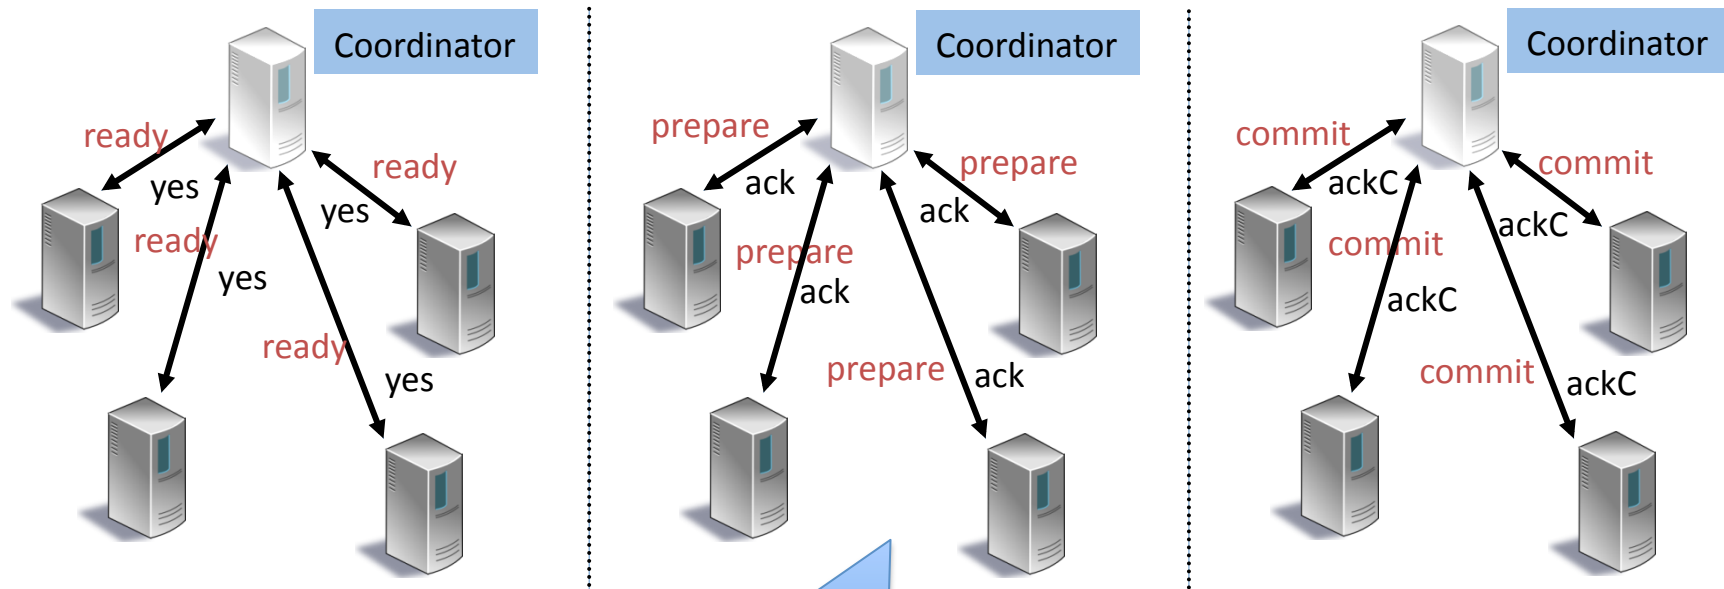 Coordinator
ready
ready
yes
yes
ready
yes
ready
yes
Coordinator
prepare
prepare
ack
ack
prepare
ack
prepare
ack
Coordinator
commit
commit
ackC
ackC
commit
ackC
commit
ackC